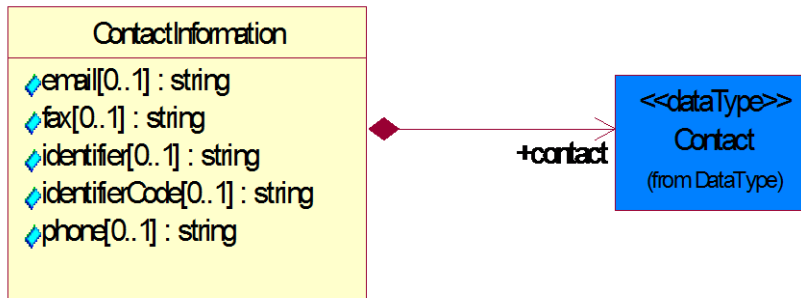 ContactInformation
email[0..1] : string
fax[0..1] : string
identifier[0..1] : string
identifierCode[0..1] : string
phone[0..1] : string
+contact
<<dataType>>
Contact
(from DataType)